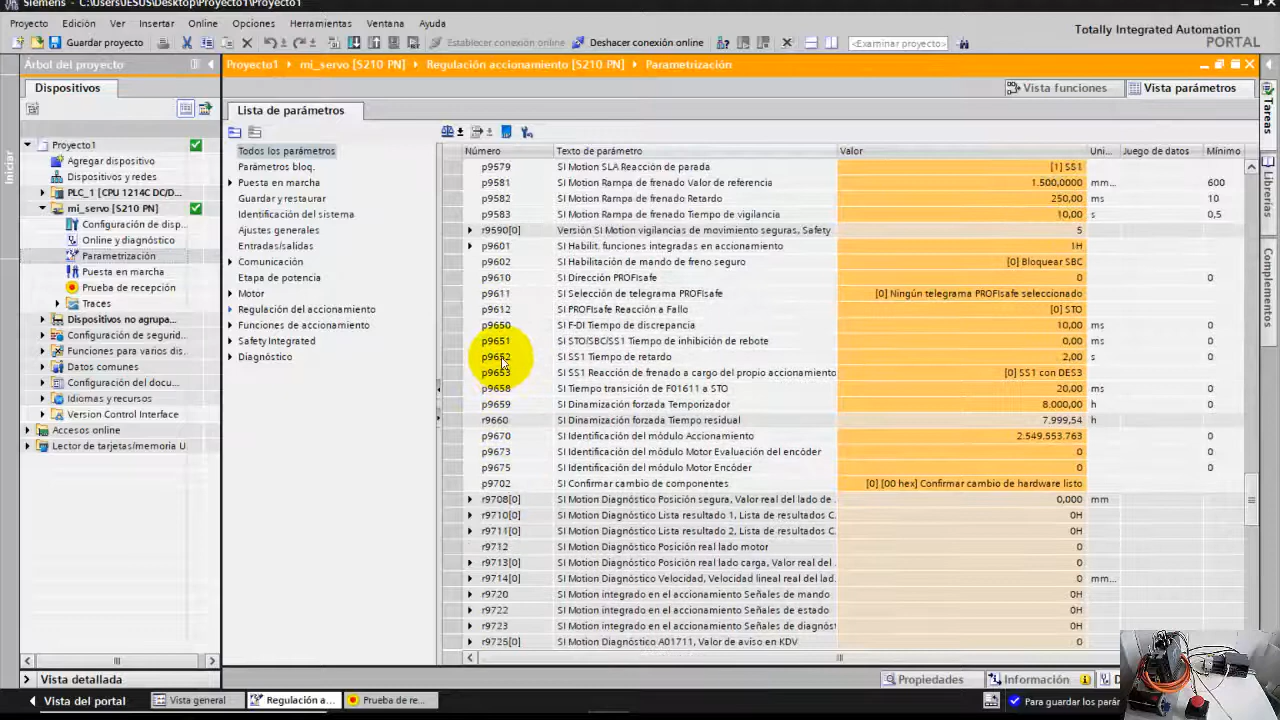 Siemens - C:\Users\JESUS\Desktop\Proyecto1\Proyecto1
Proyecto Edición Ver Insertar Online Opciones Herramientas Ventana Ayuda
Totally Integrated Automation
PORTAL
Guardar proyecto Establecer conexión online Deshacer conexión online <Examinar proyecto>
Árbol del proyecto
Proyecto1 mi_servo [S210 PN] Regulación accionamiento [S210 PN] Parametrización
Dispositivos
Vista funciones Vista parámetros
Lista de parámetros
Iniciar
Tareas
Librerías
Complementos
Proyecto1
Agregar dispositivo
Dispositivos y redes
PLC_1 [CPU 1214C DC/D...
mi_servo [S210 PN]
Configuración de disp...
Online y diagnóstico
Parametrización
Puesta en marcha
Prueba de recepción
Traces
Dispositivos no agrupa...
Configuración de segurid...
Funciones para varios dis...
Datos comunes
Configuración del docu...
Idiomas y recursos
Version Control Interface
Accesos online
Lector de tarjetas/memoria U
Todos los parámetros
Parámetros bloq.
Puesta en marcha
Guardar y restaurar
Identificación del sistema
Ajustes generales
Entradas/salidas
Comunicación
Etapa de potencia
Motor
Regulación del accionamiento
Funciones de accionamiento
Safety Integrated
Diagnóstico
Número Texto de parámetro Valor Uni... Juego de datos Mínimo
p9579 SI Motion SLA Reacción de parada [1] SS1
p9581 SI Motion Rampa de frenado Valor de referencia 1.500,0000 mm... 600
p9582 SI Motion Rampa de frenado Retardo 250,00 ms 10
p9583 SI Motion Rampa de frenado Tiempo de vigilancia 10,00 s 0,5
r9590[0] Versión SI Motion vigilancias de movimiento seguras, Safety 5
p9601 SI Habilit. funciones integradas en accionamiento 1H
p9602 SI Habilitación de mando de freno seguro [0] Bloquear SBC
p9610 SI Dirección PROFIsafe 0 0
p9611 SI Selección de telegrama PROFIsafe [0] Ningún telegrama PROFIsafe seleccionado
p9612 SI PROFIsafe Reacción a Fallo [0] STO
p9650 SI F-DI Tiempo de discrepancia 10,00 ms 0
p9651 SI STO/SBC/SS1 Tiempo de inhibición de rebote 0,00 ms 0
p9652 SI SS1 Tiempo de retardo 2,00 s 0
p9653 SI SS1 Reacción de frenado a cargo del propio accionamiento [0] SS1 con DES3
p9658 SI Tiempo transición de F01611 a STO 20,00 ms 0
p9659 SI Dinamización forzada Temporizador 8.000,00 h 0
r9660 SI Dinamización forzada Tiempo residual 7.999,54 h
p9670 SI Identificación del módulo Accionamiento 2.549.553.763 0
p9673 SI Identificación del módulo Motor Evaluación del encóder 0 0
p9675 SI Identificación del módulo Motor Encóder 0 0
p9702 SI Confirmar cambio de componentes [0] [00 hex] Confirmar cambio de hardware listo
r9708[0] SI Motion Diagnóstico Posición segura, Valor real del lado de . 0,000 mm
r9710[0] SI Motion Diagnóstico Lista resultado 1, Lista de resultados C. 0H
r9711[0] SI Motion Diagnóstico Lista resultado 2, Lista de resultados C. 0H
r9712 SI Motion Diagnóstico Posición real lado motor 0
r9713[0] SI Motion Diagnóstico Posición real lado carga, Valor real del . 0
r9714[0] SI Motion Diagnóstico Velocidad, Velocidad lineal real del lad. 0 mm...
r9720 SI Motion integrado en el accionamiento Señales de mando 0H
r9722 SI Motion integrado en el accionamiento Señales de estado 0H
r9723 SI Motion integrado en el accionamiento Señales de diagnóst 0H
r9725[0] SI Motion Diagnóstico A01711, Valor de aviso en KDV 0
Vista detallada
Propiedades Información D
Vista del portal Vista general Regulación a... Prueba de re...
Para guardar los parár